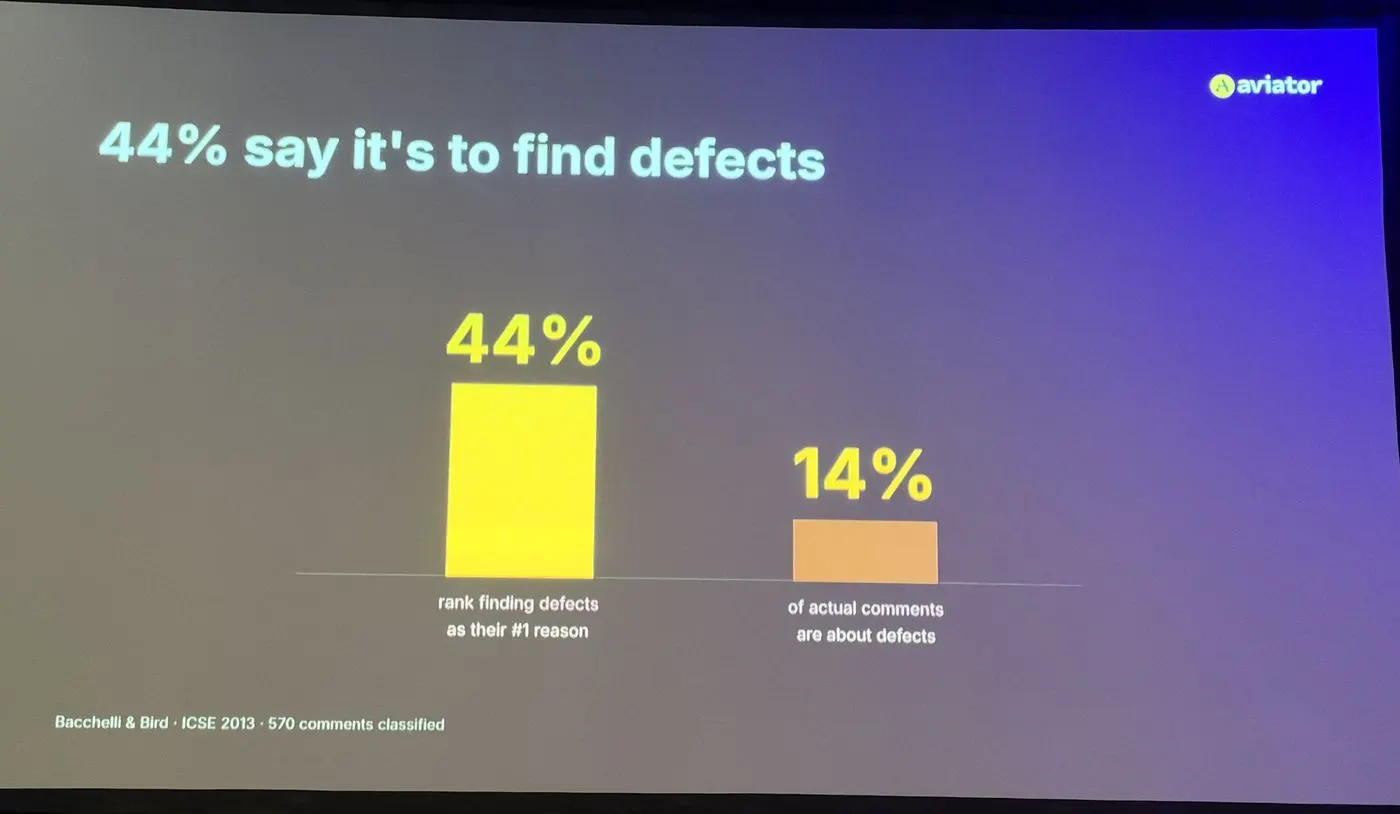 aviator
44% say it's to find defects
44%
14%
rank finding defects
as their #1 reason
of actual comments
are about defects
Bacchelli & Bird · ICSE 2013 · 570 comments classified